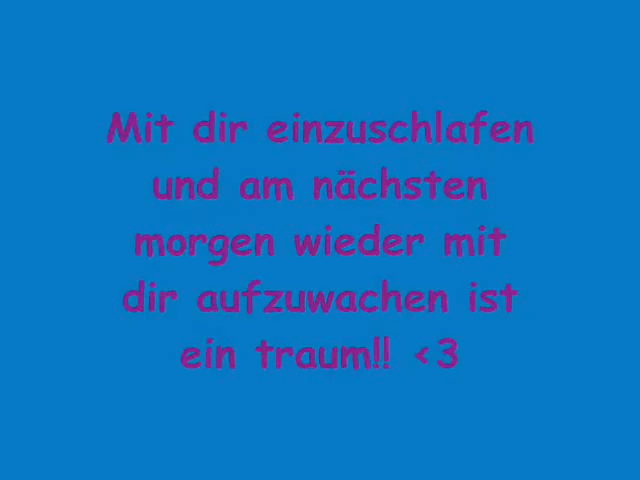 Mit dir einzuschlafen
und am nächsten
morgen wieder mit
dir aufzuwachen ist
ein traum!! <3